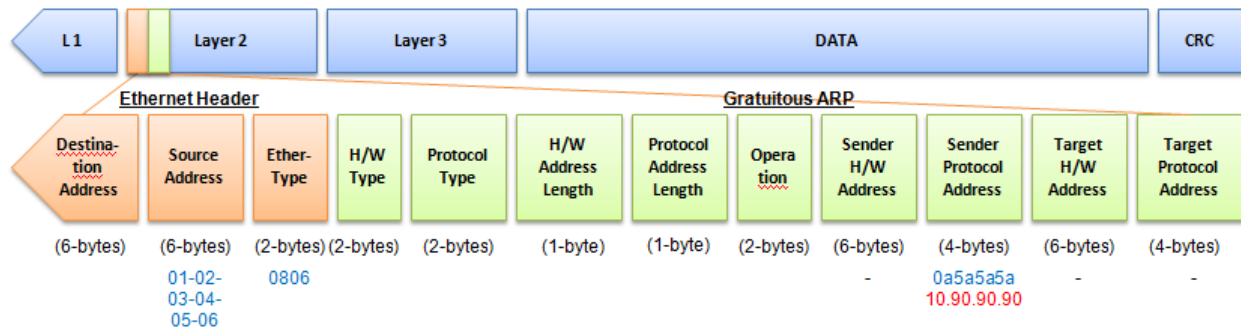 L 1
Layer 2
Layer 3
DATA
CRC
Ethernet Header
Gratuitous ARP
Destina-
tion
Address
Source
Address
Ether-
Type
H/W
Type
Protocol
Type
H/W
Address
Length
Protocol
Address
Length
Opera
tion
Sender
H/W
Address
Sender
Protocol
Address
Target
H/W
Address
Target
Protocol
Address
(6-bytes)
(6-bytes)
(2-bytes)
(2-bytes)
(2-bytes)
(1-byte)
(1-byte)
(2-bytes)
(6-bytes)
(4-bytes)
(6-bytes)
(4-bytes)
01-02-
03-04-
05-06
0806
-
0a5a5a5a
10.90.90.90
-
-